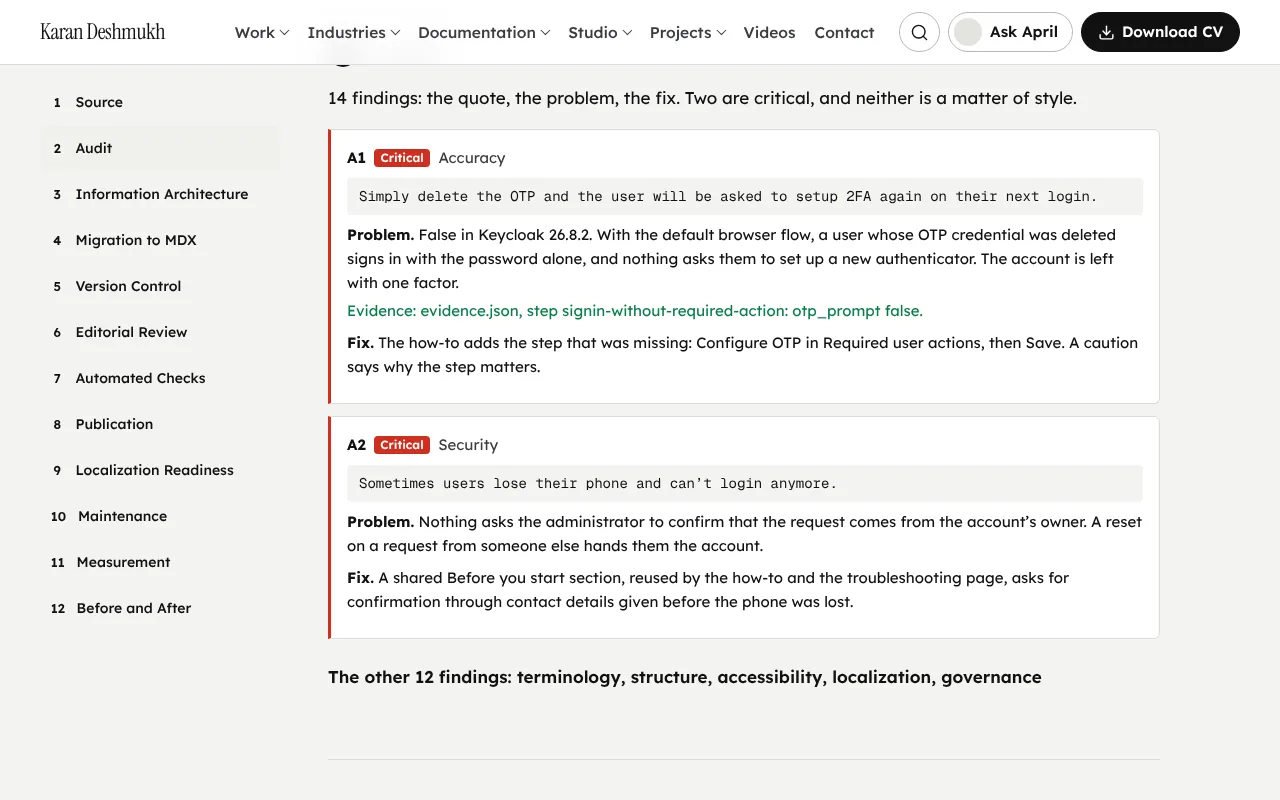 Karan Deshmukh
Work
Industries
Documentation
Studio
Projects
Videos
Contact
Ask April
Download CV
1 Source
2 Audit
3 Information Architecture
4 Migration to MDX
5 Version Control
6 Editorial Review
7 Automated Checks
8 Publication
9 Localization Readiness
10 Maintenance
11 Measurement
12 Before and After
14 findings: the quote, the problem, the fix. Two are critical, and neither is a matter of style.
A1 Critical Accuracy
Simply delete the OTP and the user will be asked to setup 2FA again on their next login.
Problem. False in Keycloak 26.8.2. With the default browser flow, a user whose OTP credential was deleted
signs in with the password alone, and nothing asks them to set up a new authenticator. The account is left
with one factor.
Evidence: evidence.json, step signin-without-required-action: otp_prompt false.
Fix. The how-to adds the step that was missing: Configure OTP in Required user actions, then Save. A caution
says why the step matters.
A2 Critical Security
Sometimes users lose their phone and can’t login anymore.
Problem. Nothing asks the administrator to confirm that the request comes from the account’s owner. A reset
on a request from someone else hands them the account.
Fix. A shared Before you start section, reused by the how-to and the troubleshooting page, asks for
confirmation through contact details given before the phone was lost.
The other 12 findings: terminology, structure, accessibility, localization, governance